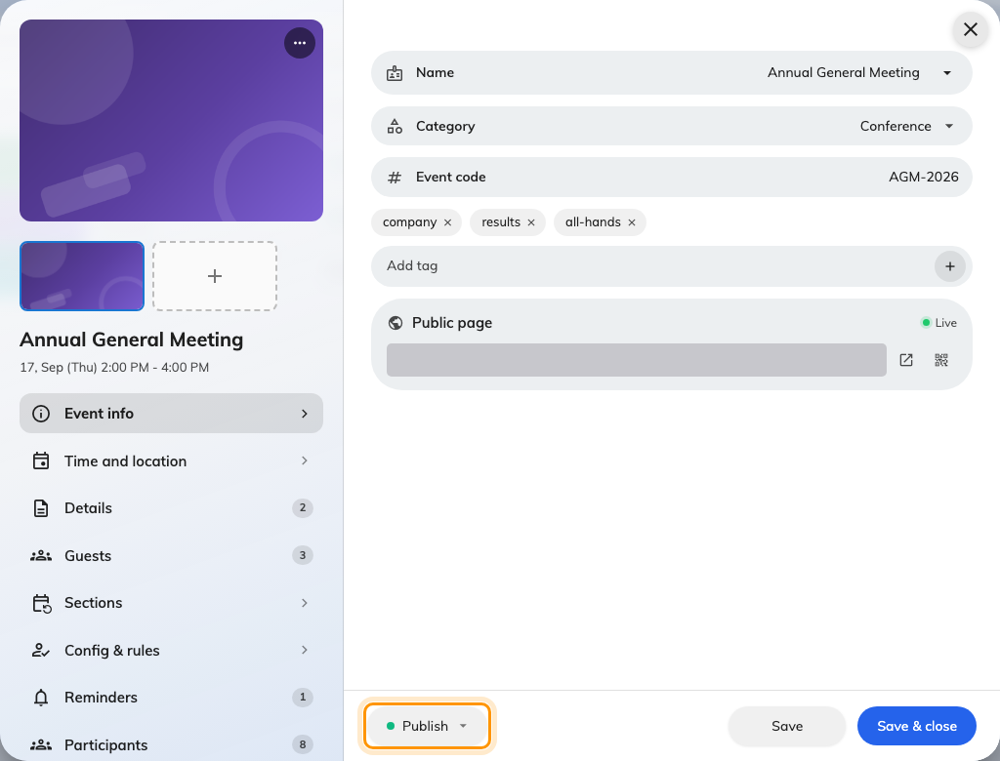 Annual General Meeting
17, Sep (Thu) 2:00 PM - 4:00 PM
Event info
Time and location
Details 2
Guests 3
Sections
Config & rules
Reminders 1
Participants 8
Name Annual General Meeting
Category Conference
Event code AGM-2026
company × results × all-hands ×
Add tag
Public page Live
Publish Save Save & close